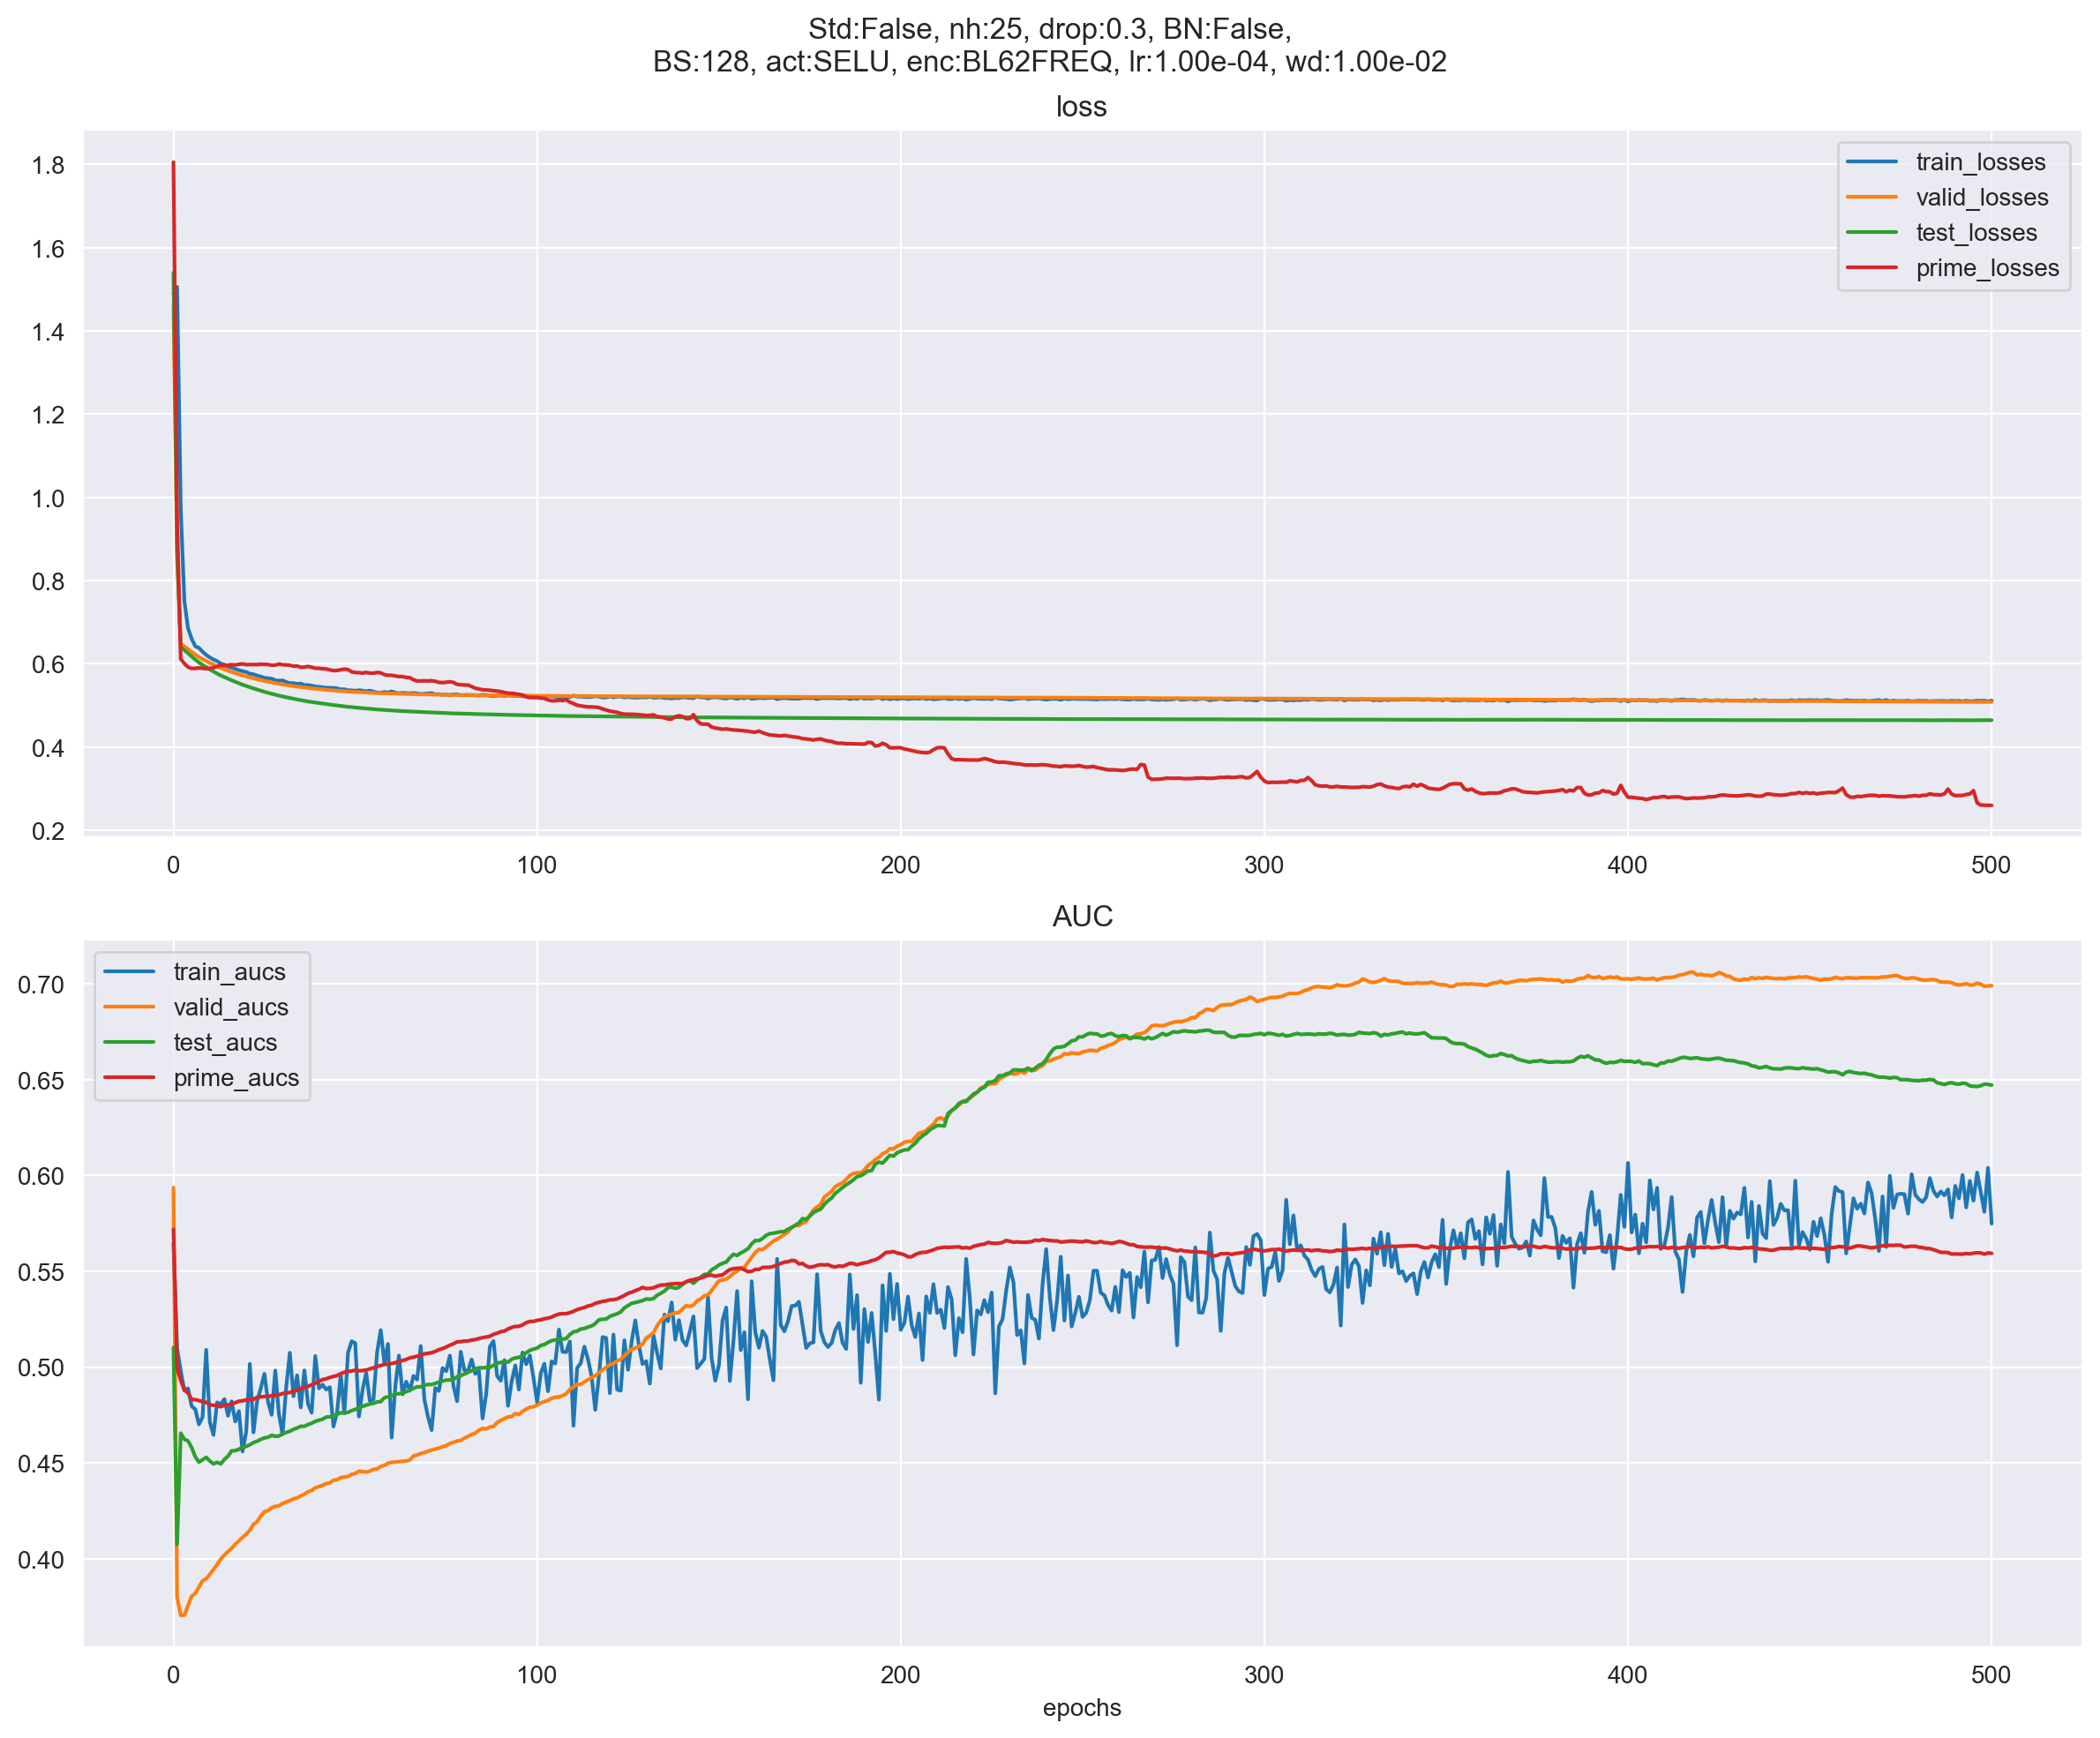 Std:False, nh:25, drop:0.3, BN:False,
BS:128, act:SELU, enc:BL62FREQ, lr:1.00e-04, wd:1.00e-02
loss
1.8
1.6
1.4
1.2
1.0
0.8
0.6
0.4
0.2
train_losses
valid_losses
test_losses
prime_losses
0 100 200 300 400 500
AUC
0.70
0.65
0.60
0.55
0.50
0.45
0.40
train_aucs
valid_aucs
test_aucs
prime_aucs
0 100 200 300 400 500
epochs